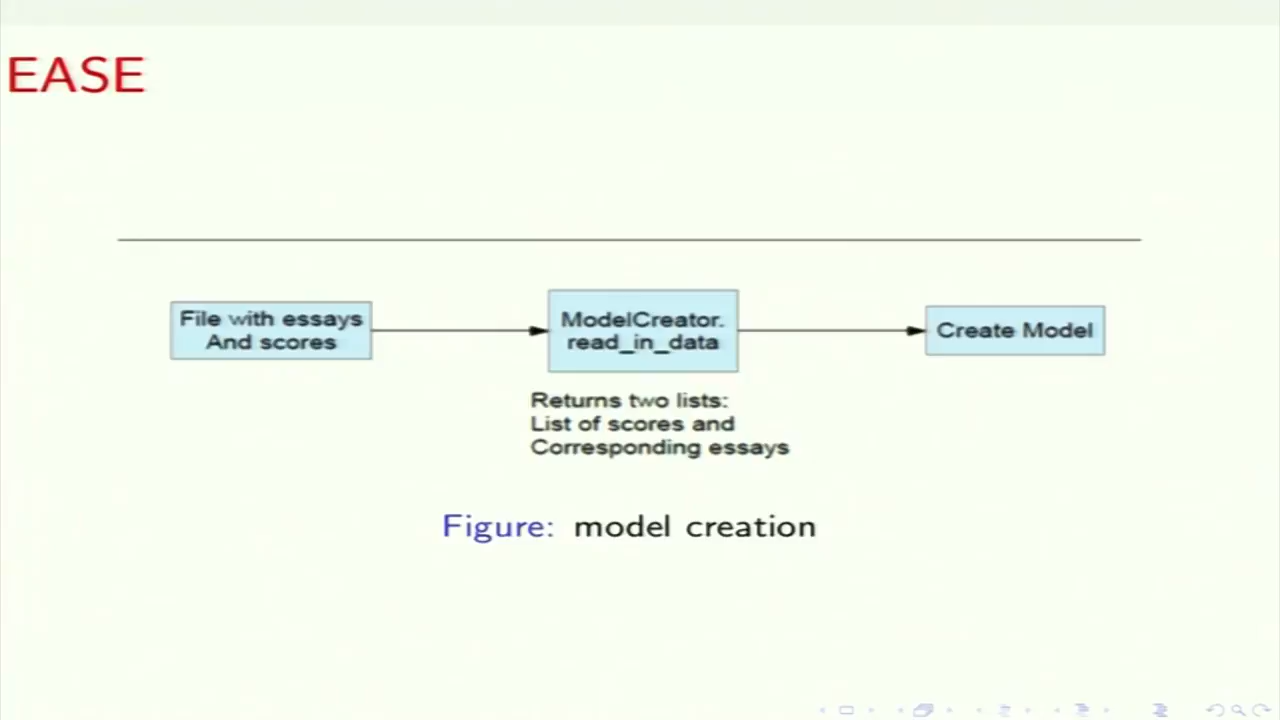 EASE
File with essays
And scores
ModelCreator.
read_in_data
Create Model
Returns two lists:
List of scores and
Corresponding essays
Figure: model creation